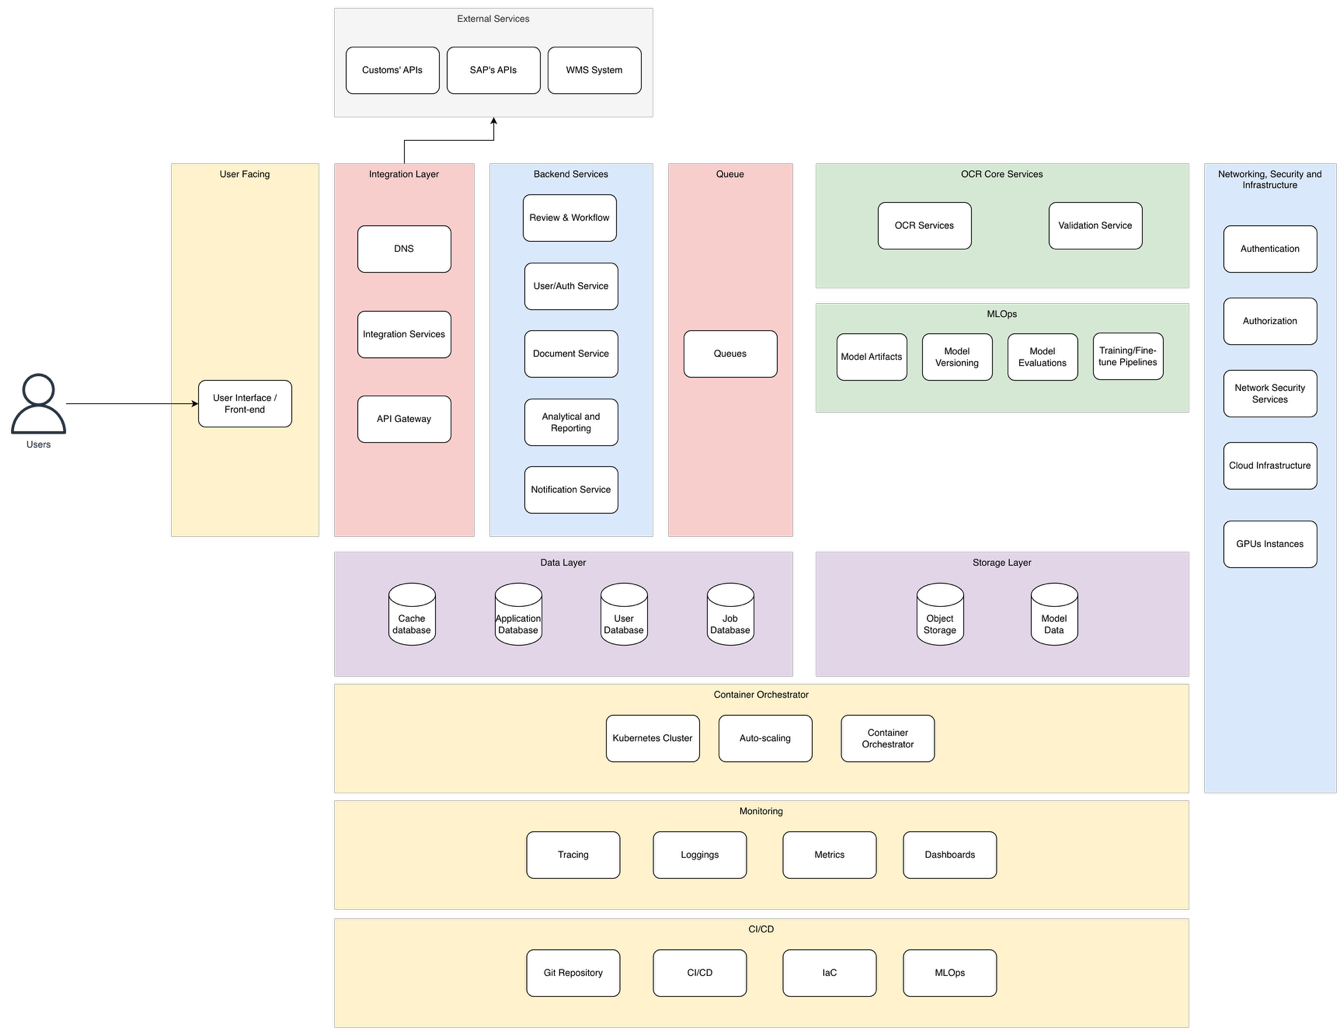 External Services
Customs' APIs
SAP's APIs
WMS System
User Facing
User Interface /
Front-end
Users
Integration Layer
DNS
Integration Services
API Gateway
Backend Services
Review & Workflow
User/Auth Service
Document Service
Analytical and
Reporting
Notification Service
Queue
Queues
OCR Core Services
OCR Services
Validation Service
MLOps
Model Artifacts
Model
Versioning
Model
Evaluations
Training/Fine-
tune Pipelines
Networking, Security and
Infrastructure
Authentication
Authorization
Network Security
Services
Cloud Infrastructure
GPUs Instances
Data Layer
Cache
database
Application
Database
User
Database
Job
Database
Storage Layer
Object
Storage
Model
Data
Container Orchestrator
Kubernetes Cluster
Auto-scaling
Container
Orchestrator
Monitoring
Tracing
Loggings
Metrics
Dashboards
CI/CD
Git Repository
CI/CD
IaC
MLOps